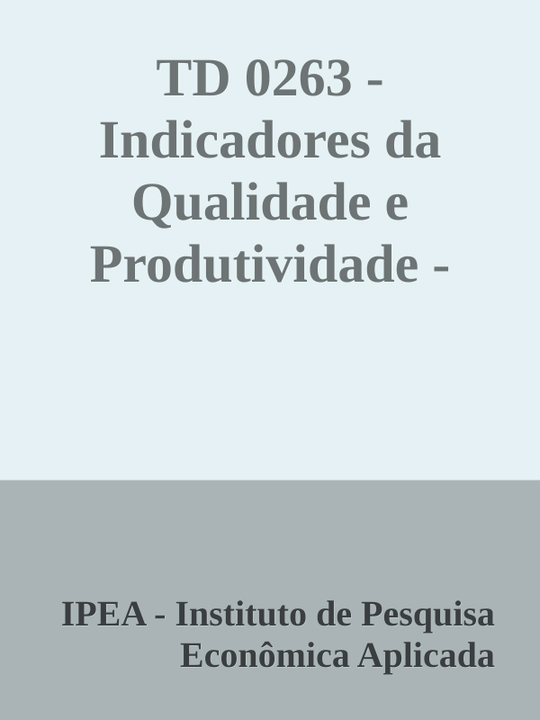 TD 0263 -
Indicadores da
Qualidade e
Produtividade -
IPEA - Instituto de Pesquisa
Econômica Aplicada